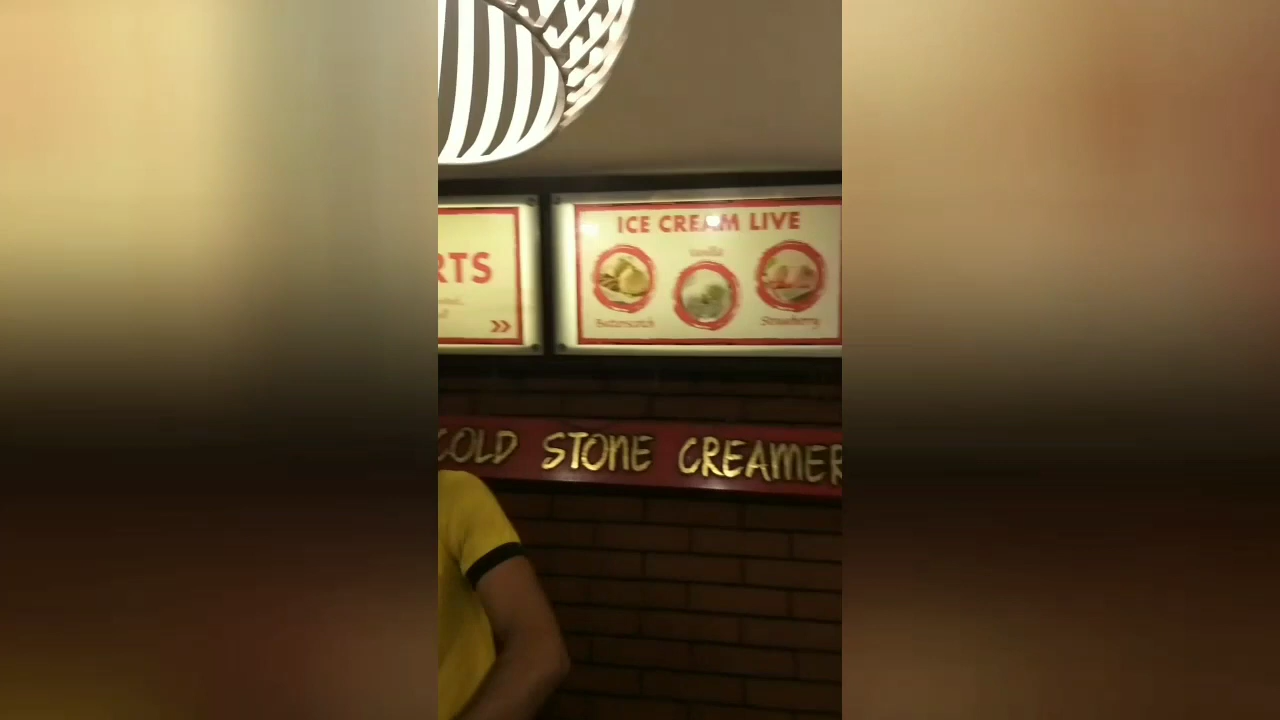 RTS
»
ICE CREAM LIVE
Vanilla
Butterscotch
Strawberry
COLD STONE CREAMER